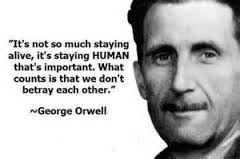 "It's not so much staying
alive, it's staying HUMAN
that's important. What
counts is that we don't
betray each other."
~George Orwell